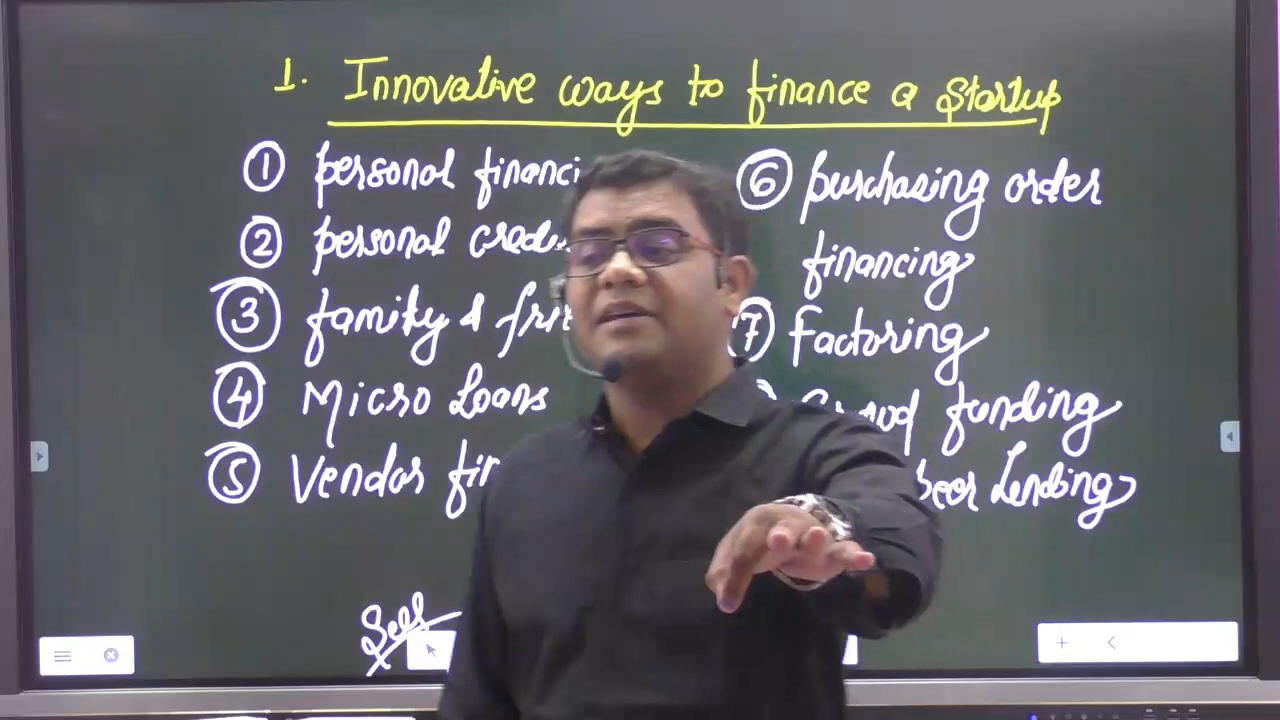 1. Innovative ways to finance a Startup
① personal financi
② personal cred
③ family & fri
④ Micro Loans
⑤ Vendor fin
⑥ purchasing order
financing
⑦ Factoring
funding
peer Lending
Self